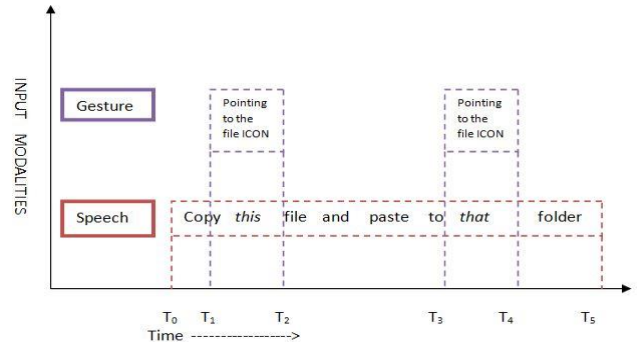 INPUT MODALITIES
Gesture
Pointing
to the
file ICON
Pointing
to the
file ICON
Speech
Copy this file and paste to that folder
T₀ T₁ T₂ T₃ T₄ T₅
Time ------------------->